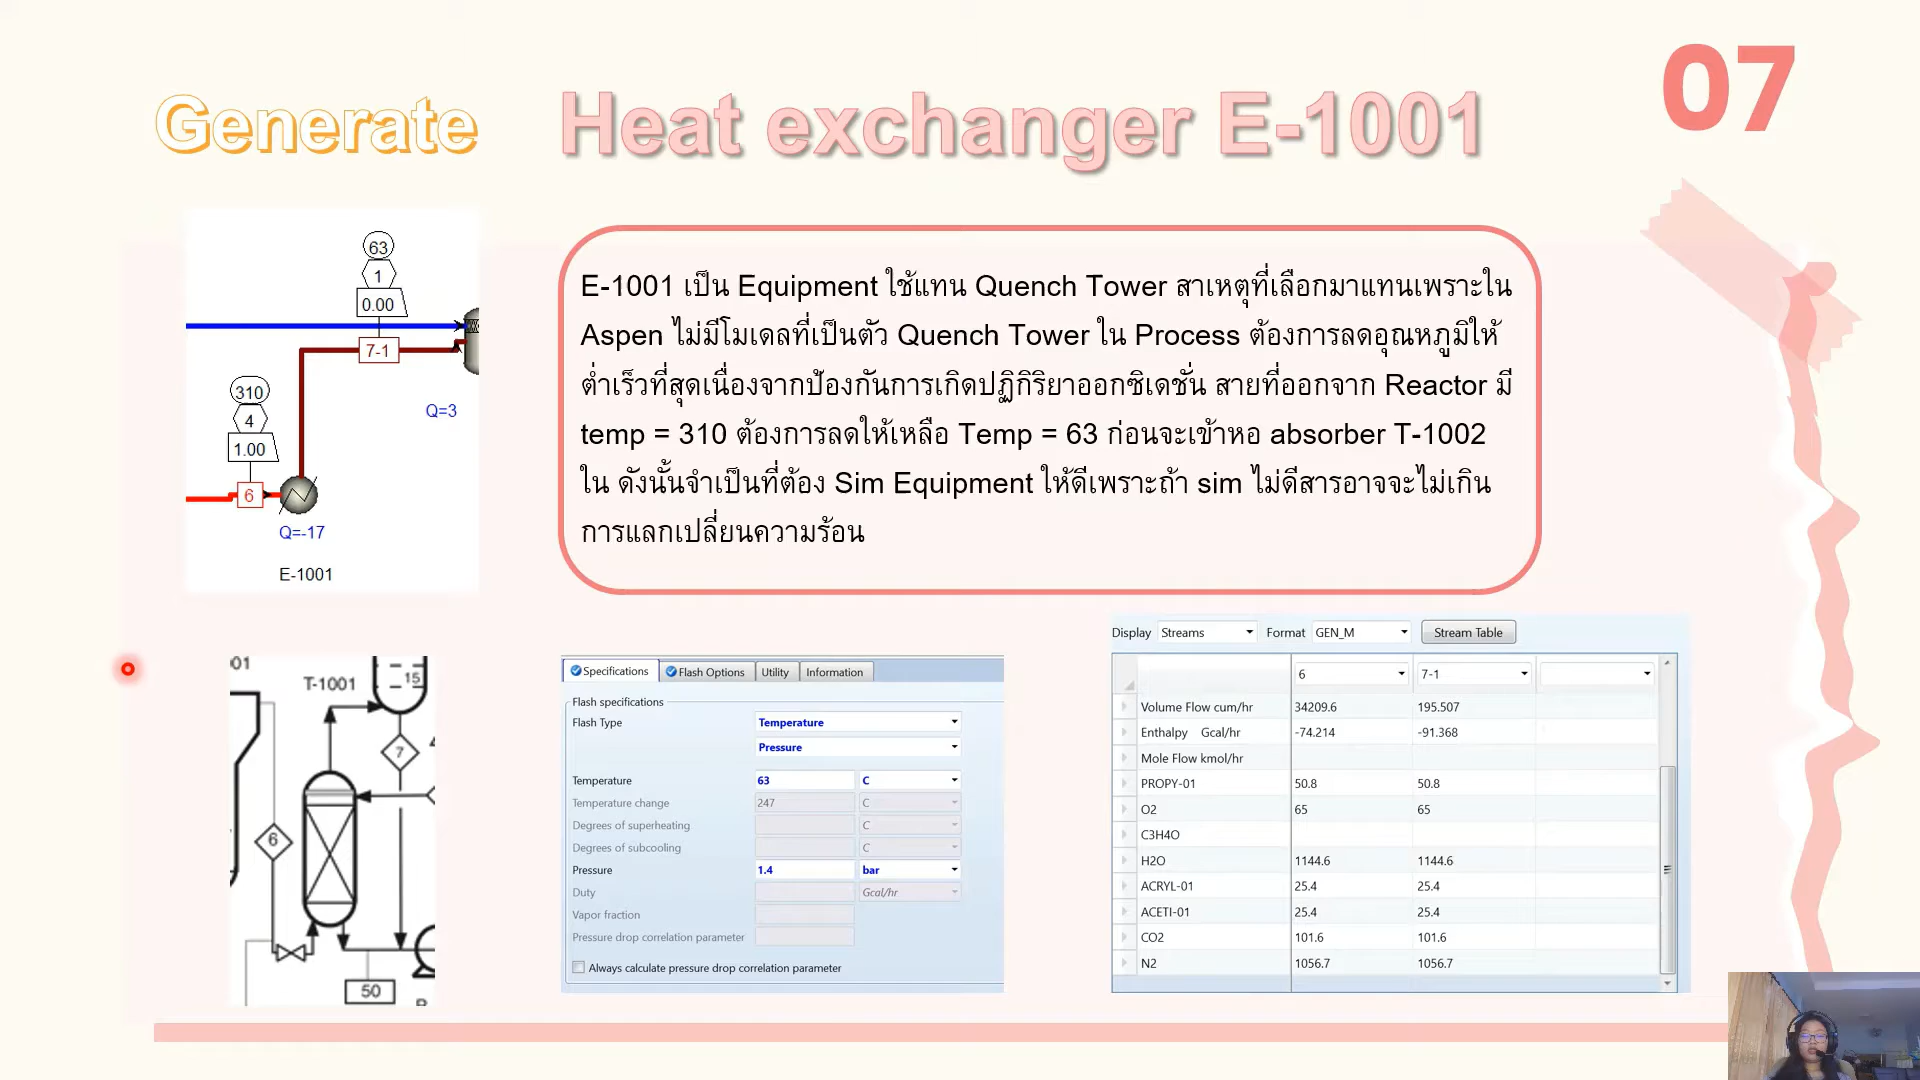 Generate Heat exchanger E-1001
07
63
1
0.00
7-1
310
4
1.00
Q=3
6
Q=-17
E-1001
E-1001 เป็น Equipment ใช้แทน Quench Tower สาเหตุที่เลือกมาแทนเพราะใน
Aspen ไม่มีโมเดลที่เป็นตัว Quench Tower ใน Process ต้องการลดอุณหภูมิให้
ต่ำเร็วที่สุดเนื่องจากป้องกันการเกิดปฏิกิริยาออกซิเดชั่น สายที่ออกจาก Reactor มี
temp = 310 ต้องการลดให้เหลือ Temp = 63 ก่อนจะเข้าหอ absorber T-1002
ใน ดังนั้นจำเป็นที่ต้อง Sim Equipment ให้ดีเพราะถ้า sim ไม่ดีสารอาจจะไม่เกิน
การแลกเปลี่ยนความร้อน
01
T-1001
15
7
6
50
Specifications Flash Options Utility Information
Flash specifications
Flash Type Temperature
Pressure
Temperature 63 C
Temperature change 247 C
Degrees of superheating C
Degrees of subcooling C
Pressure 1.4 bar
Duty Gcal/hr
Vapor fraction
Pressure drop correlation parameter
Always calculate pressure drop correlation parameter
Display Streams Format GEN_M Stream Table
6 7-1
Volume Flow cum/hr 34209.6 195.507
Enthalpy Gcal/hr -74.214 -91.368
Mole Flow kmol/hr
PROPY-01 50.8 50.8
O2 65 65
C3H4O
H2O 1144.6 1144.6
ACRYL-01 25.4 25.4
ACETI-01 25.4 25.4
CO2 101.6 101.6
N2 1056.7 1056.7